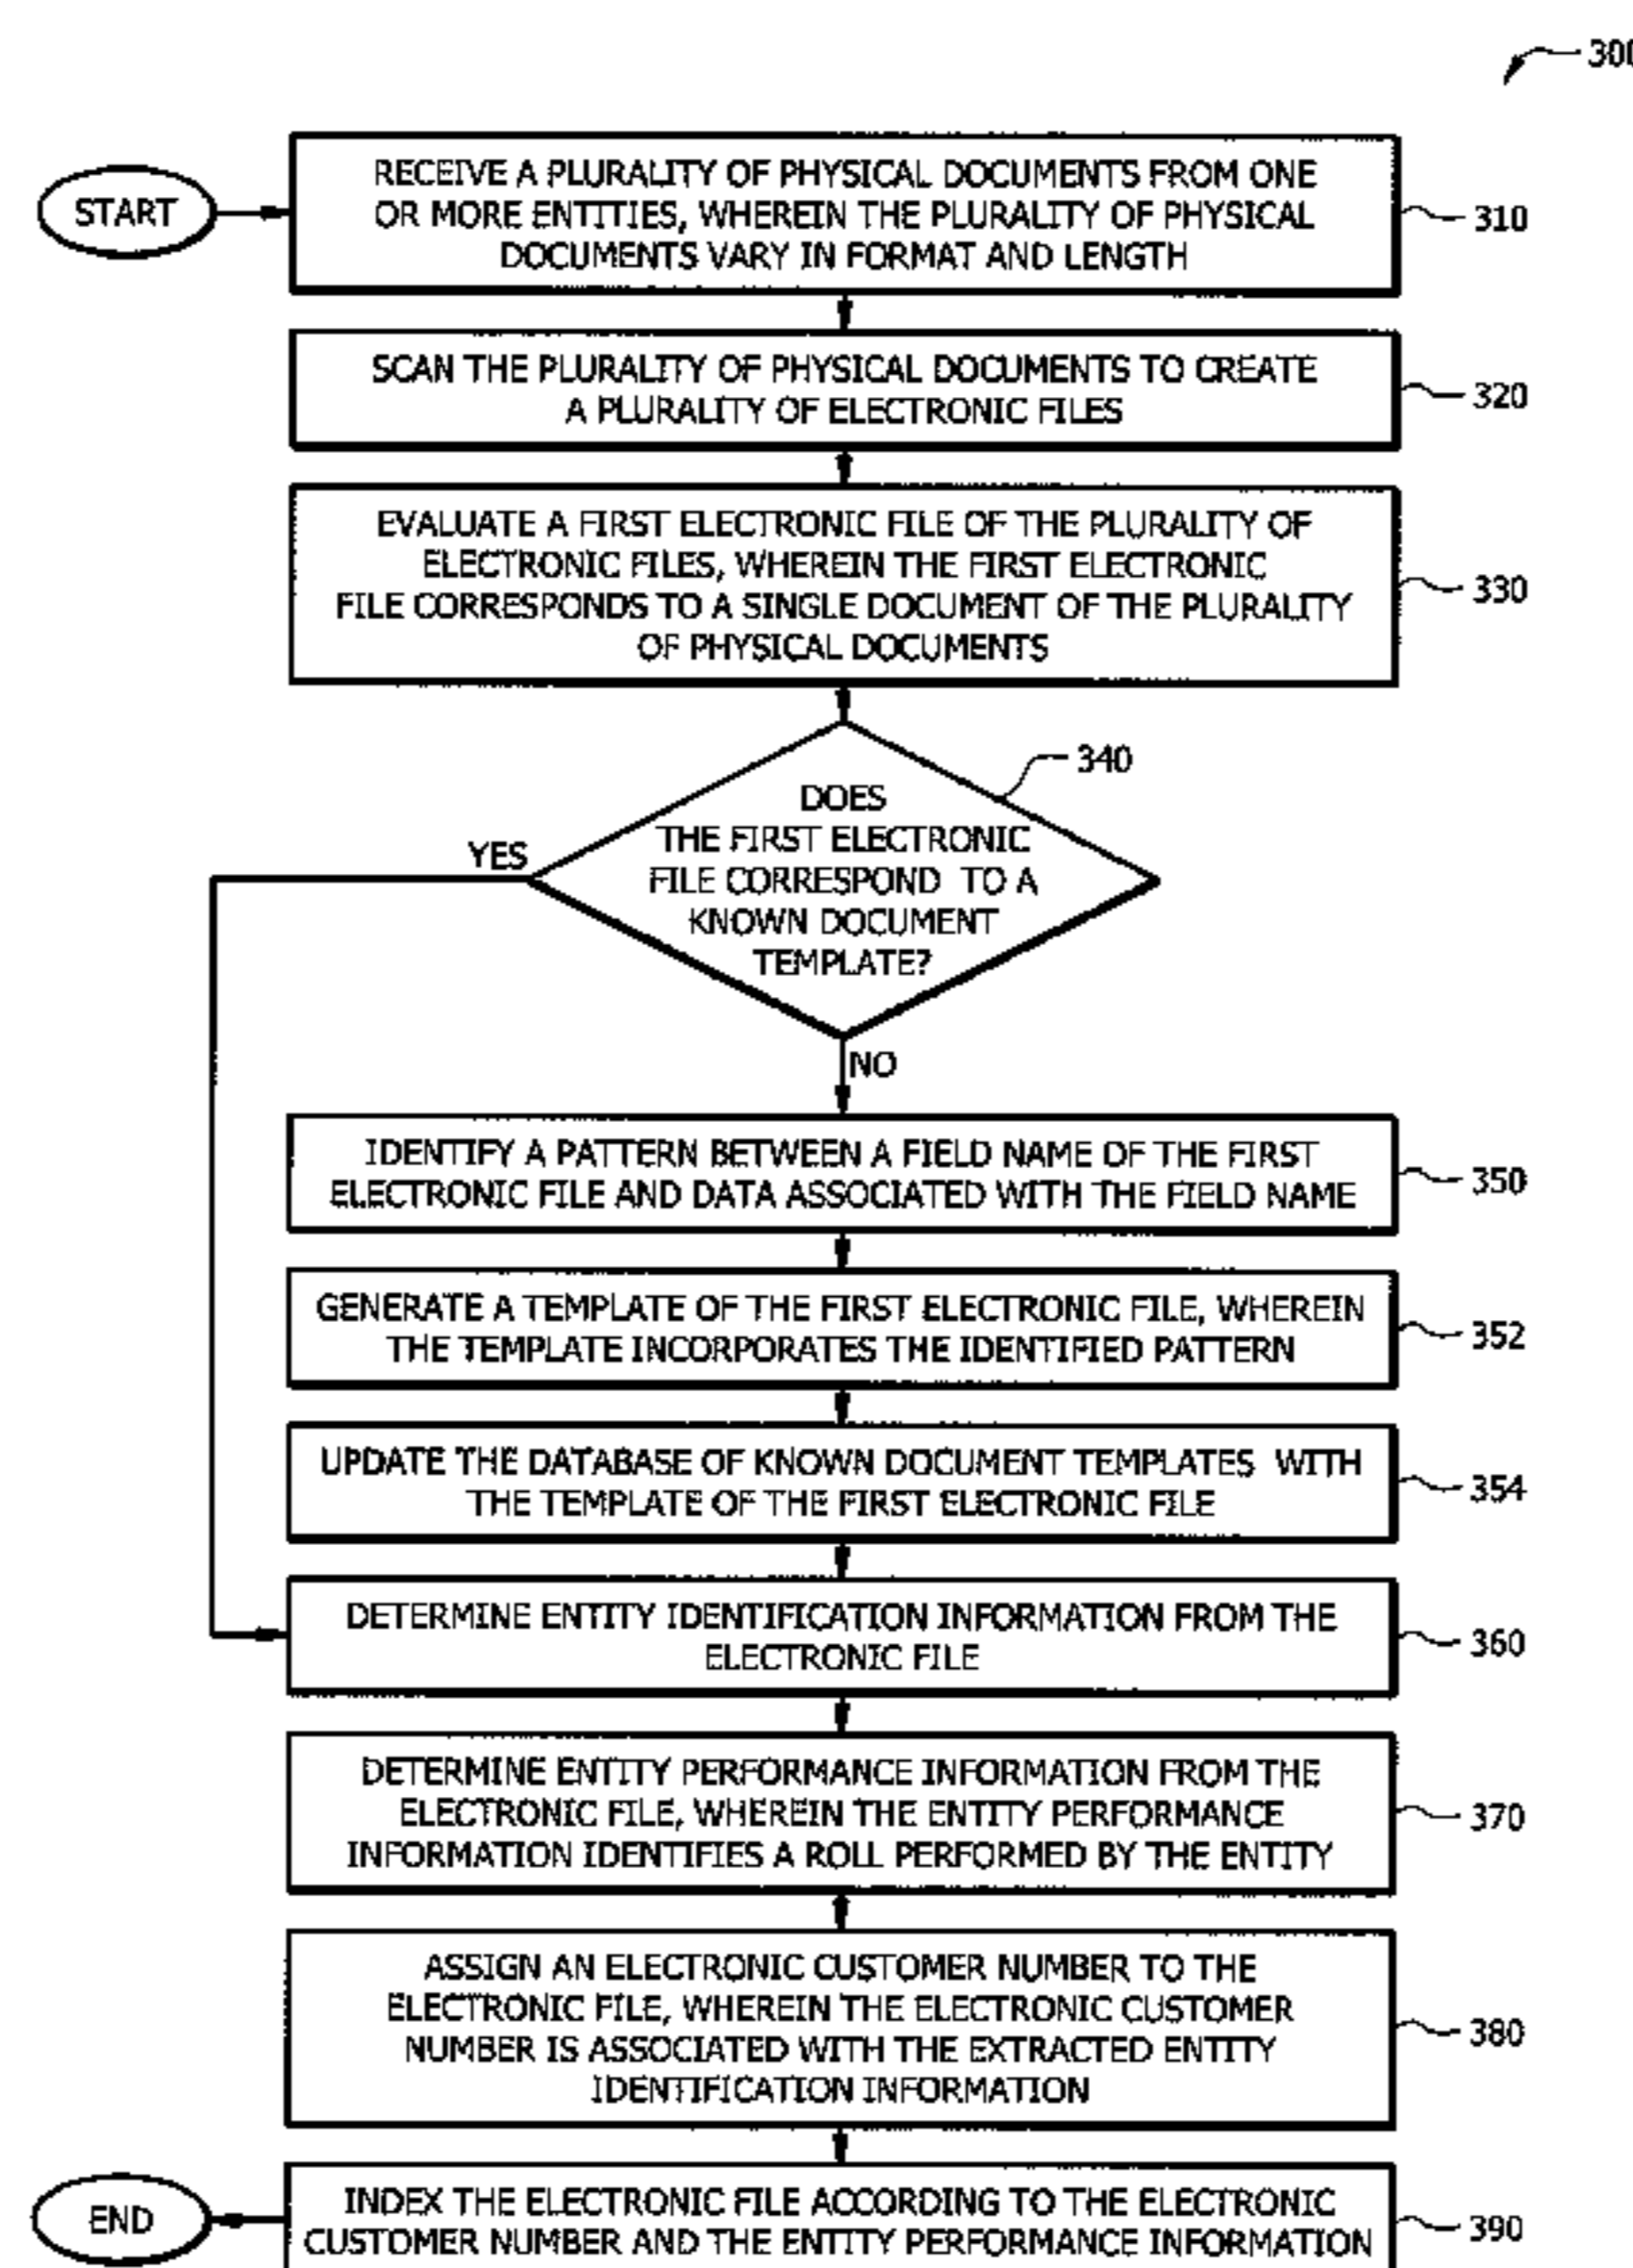 300
START
RECEIVE A PLURALITY OF PHYSICAL DOCUMENTS FROM ONE
OR MORE ENTITIES, WHEREIN THE PLURALITY OF PHYSICAL
DOCUMENTS VARY IN FORMAT AND LENGTH
310
SCAN THE PLURALITY OF PHYSICAL DOCUMENTS TO CREATE
A PLURALITY OF ELECTRONIC FILES
320
EVALUATE A FIRST ELECTRONIC FILE OF THE PLURALITY OF
ELECTRONIC FILES, WHEREIN THE FIRST ELECTRONIC
FILE CORRESPONDS TO A SINGLE DOCUMENT OF THE PLURALITY
OF PHYSICAL DOCUMENTS
330
340
DOES
THE FIRST ELECTRONIC
FILE CORRESPOND TO A
KNOWN DOCUMENT
TEMPLATE?
YES
NO
IDENTIFY A PATTERN BETWEEN A FIELD NAME OF THE FIRST
ELECTRONIC FILE AND DATA ASSOCIATED WITH THE FIELD NAME
350
GENERATE A TEMPLATE OF THE FIRST ELECTRONIC FILE, WHEREIN
THE TEMPLATE INCORPORATES THE IDENTIFIED PATTERN
352
UPDATE THE DATABASE OF KNOWN DOCUMENT TEMPLATES WITH
THE TEMPLATE OF THE FIRST ELECTRONIC FILE
354
DETERMINE ENTITY IDENTIFICATION INFORMATION FROM THE
ELECTRONIC FILE
360
DETERMINE ENTITY PERFORMANCE INFORMATION FROM THE
ELECTRONIC FILE, WHEREIN THE ENTITY PERFORMANCE
INFORMATION IDENTIFIES A ROLL PERFORMED BY THE ENTITY
370
ASSIGN AN ELECTRONIC CUSTOMER NUMBER TO THE
ELECTRONIC FILE, WHEREIN THE ELECTRONIC CUSTOMER
NUMBER IS ASSOCIATED WITH THE EXTRACTED ENTITY
IDENTIFICATION INFORMATION
380
END
INDEX THE ELECTRONIC FILE ACCORDING TO THE ELECTRONIC
CUSTOMER NUMBER AND THE ENTITY PERFORMANCE INFORMATION
390